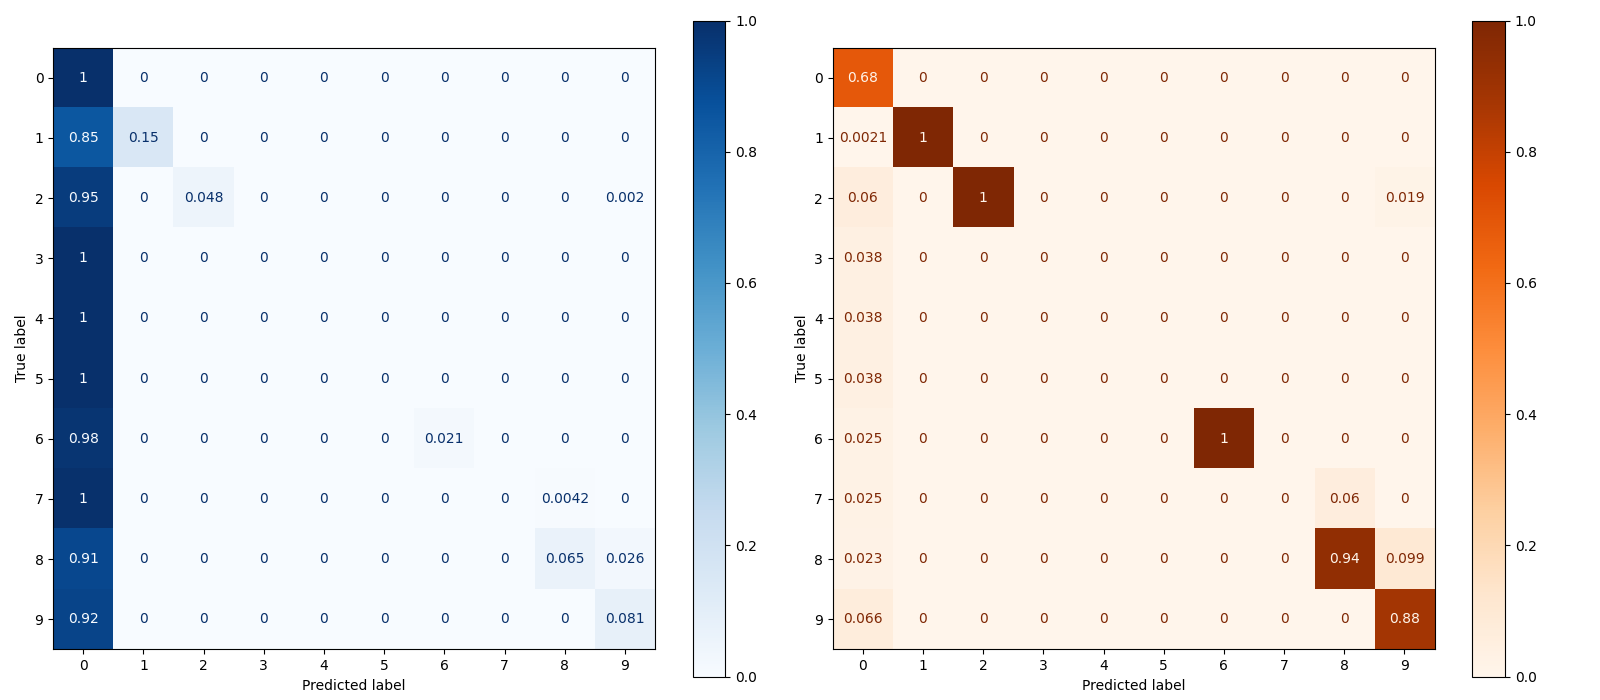 0 1 0 0 0 0 0 0 0 0 0
1 0.85 0.15 0 0 0 0 0 0 0 0
2 0.95 0 0.048 0 0 0 0 0 0 0.002
3 1 0 0 0 0 0 0 0 0 0
4 1 0 0 0 0 0 0 0 0 0
5 1 0 0 0 0 0 0 0 0 0
6 0.98 0 0 0 0 0 0.021 0 0 0
7 1 0 0 0 0 0 0 0 0.0042 0
8 0.91 0 0 0 0 0 0 0 0.065 0.026
9 0.92 0 0 0 0 0 0 0 0 0.081
0 1 2 3 4 5 6 7 8 9
True label
Predicted label
1.0
0.8
0.6
0.4
0.2
0.0
0 0.68 0 0 0 0 0 0 0 0 0
1 0.0021 1 0 0 0 0 0 0 0 0
2 0.06 0 1 0 0 0 0 0 0 0.019
3 0.038 0 0 0 0 0 0 0 0 0
4 0.038 0 0 0 0 0 0 0 0 0
5 0.038 0 0 0 0 0 0 0 0 0
6 0.025 0 0 0 0 0 1 0 0 0
7 0.025 0 0 0 0 0 0 0 0.06 0
8 0.023 0 0 0 0 0 0 0 0.94 0.099
9 0.066 0 0 0 0 0 0 0 0 0.88
0 1 2 3 4 5 6 7 8 9
True label
Predicted label
1.0
0.8
0.6
0.4
0.2
0.0